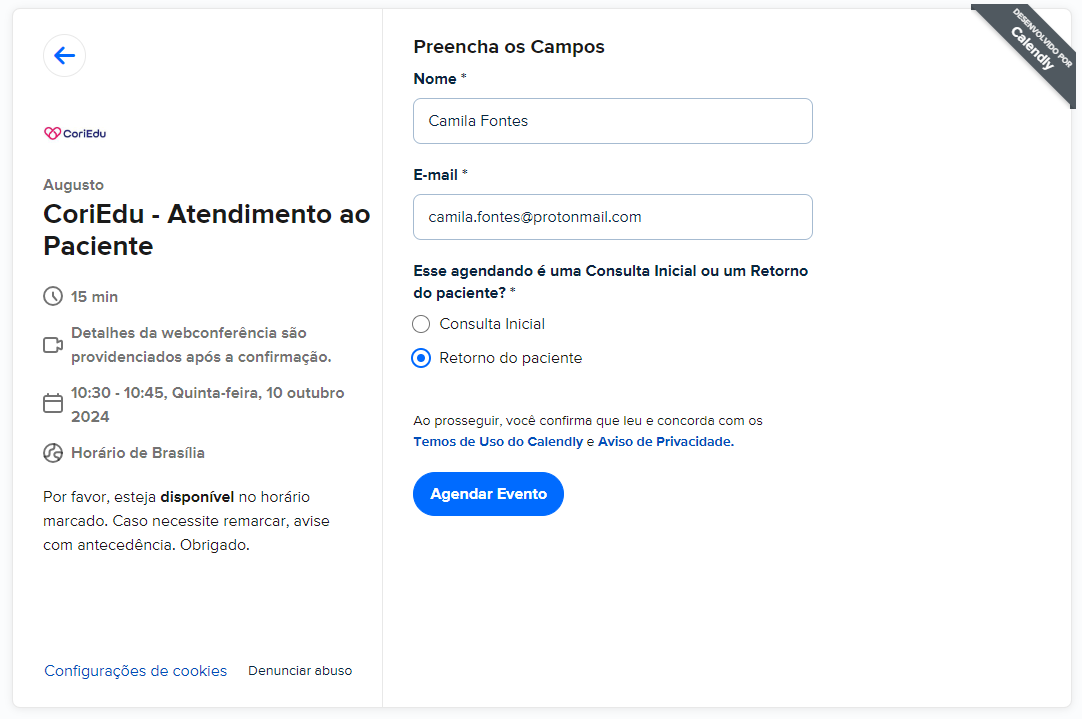 CoriEdu
Augusto
CoriEdu - Atendimento ao
Paciente
15 min
Detalhes da webconferência são
providenciados após a confirmação.
10:30 - 10:45, Quinta-feira, 10 outubro
2024
Horário de Brasília
Por favor, esteja disponível no horário
marcado. Caso necessite remarcar, avise
com antecedência. Obrigado.
Configurações de cookies
Denunciar abuso
Preencha os Campos
Nome *
Camila Fontes
E-mail *
camila.fontes@protonmail.com
Esse agendando é uma Consulta Inicial ou um Retorno
do paciente? *
Consulta Inicial
Retorno do paciente
Ao prosseguir, você confirma que leu e concorda com os
Temos de Uso do Calendly e Aviso de Privacidade.
Agendar Evento
DESENVOLVIDO POR
Calendly